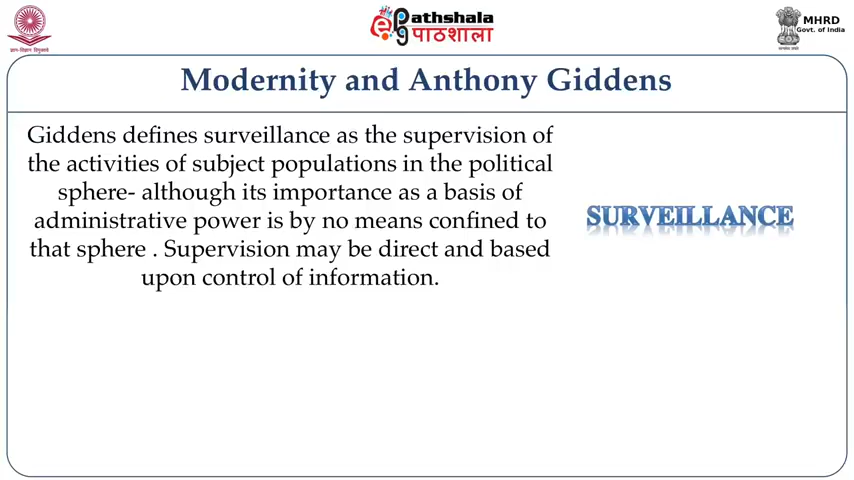 ePathshala
पाठशाला
MHRD
Govt. of India
Modernity and Anthony Giddens
Giddens defines surveillance as the supervision of
the activities of subject populations in the political
sphere- although its importance as a basis of
administrative power is by no means confined to
that sphere . Supervision may be direct and based
upon control of information.
SURVEILLANCE